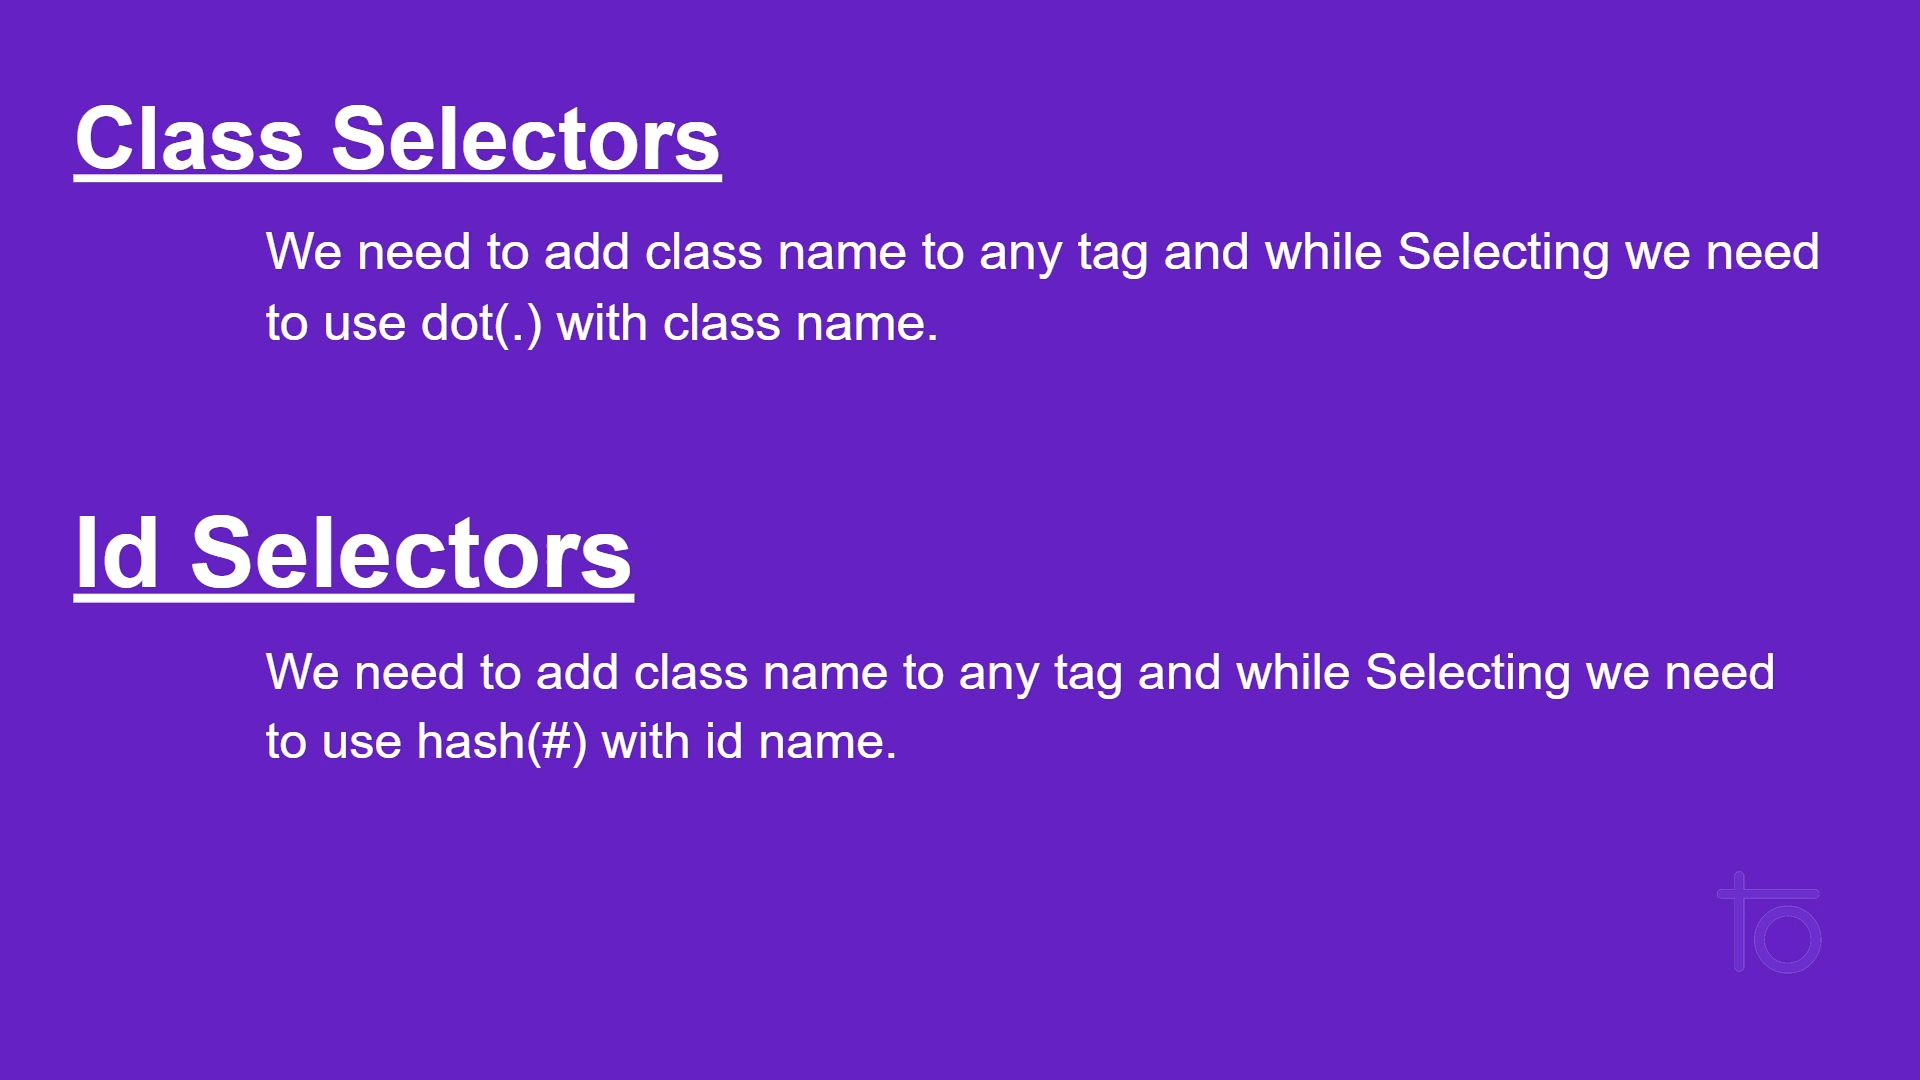 Class Selectors
We need to add class name to any tag and while Selecting we need
to use dot(.) with class name.
Id Selectors
We need to add class name to any tag and while Selecting we need
to use hash(#) with id name.
to